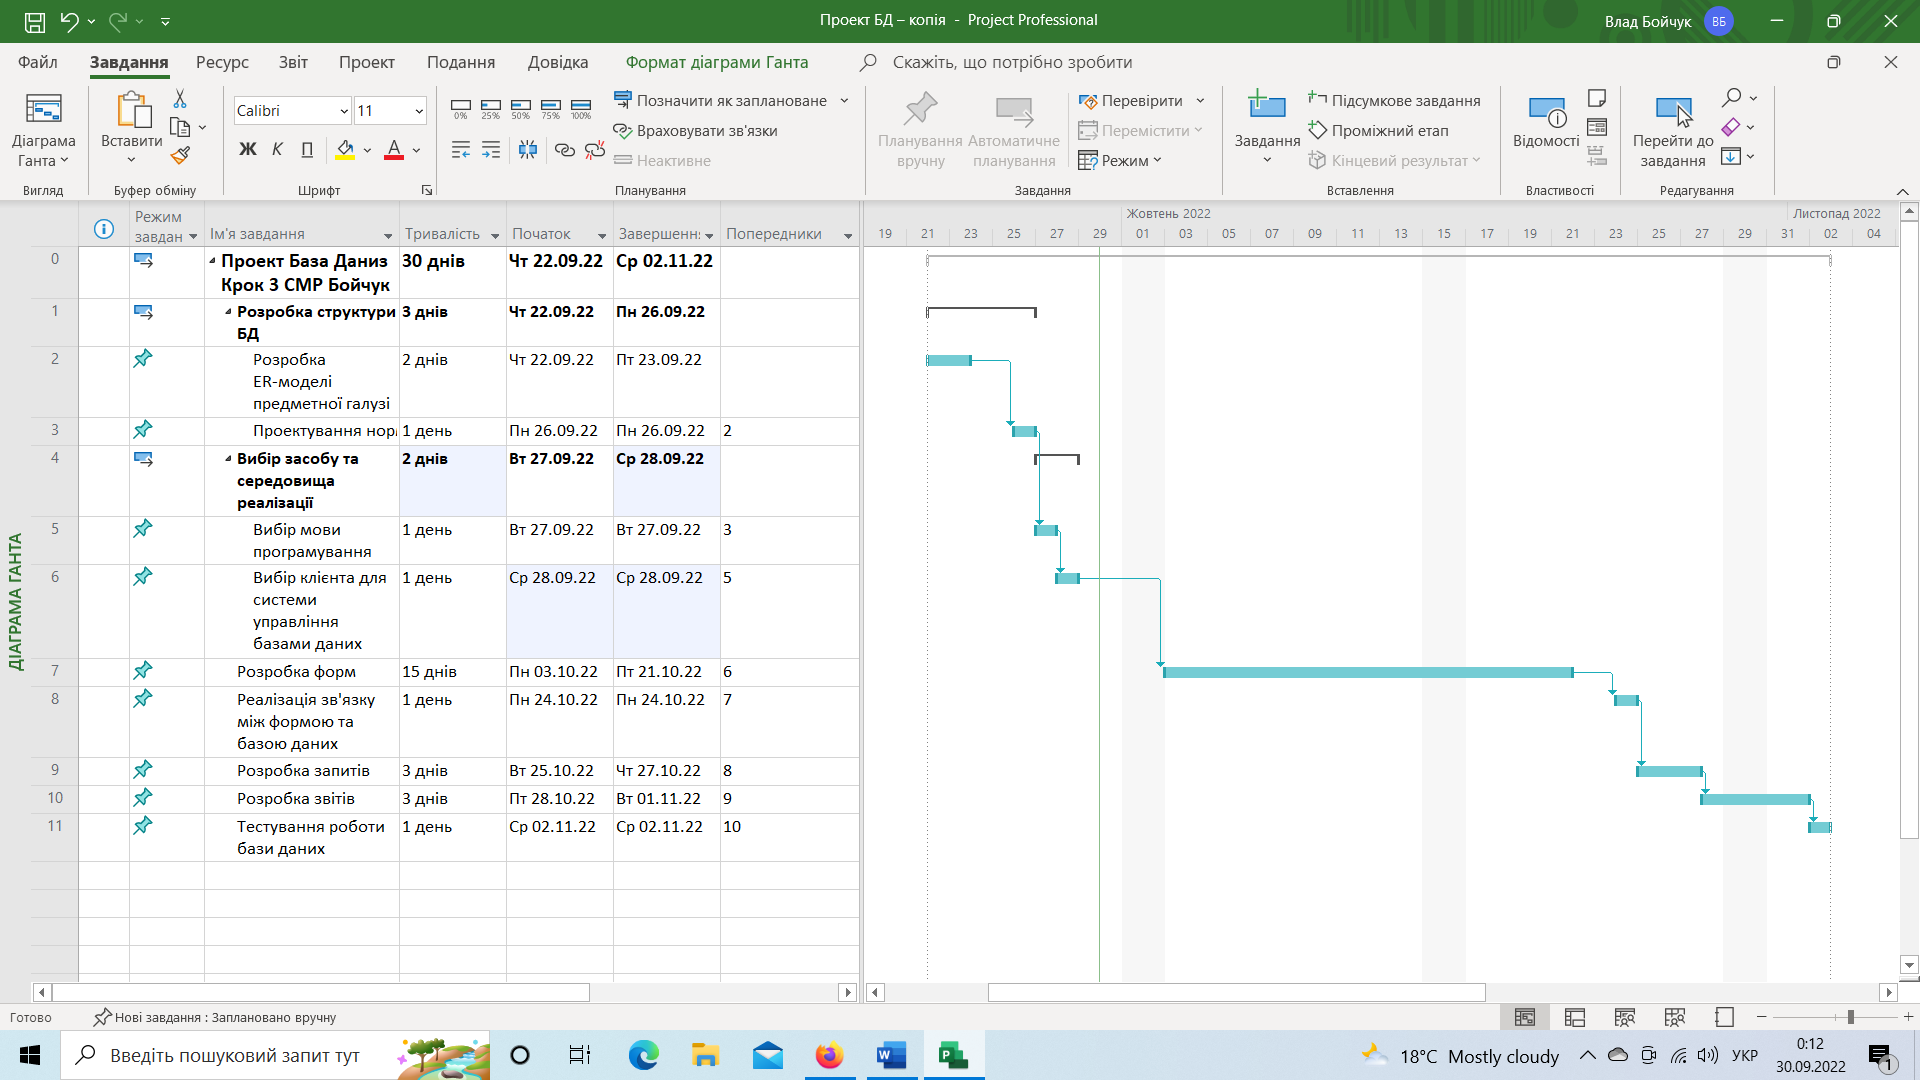 Проект БД – копія - Project Professional
Влад Бойчук
ВБ
Файл Завдання Ресурс Звіт Проект Подання Довідка Формат діаграми Ганта Скажіть, що потрібно зробити
Діаграма
Ганта
Вигляд
Вставити
Буфер обміну
Calibri 11
Ж К П А
Шрифт
0% 25% 50% 75% 100%
Позначити як заплановане
Враховувати зв'язки
Неактивне
Планування
Планування
вручну
Автоматичне
планування
Перевірити
Перемістити
Режим
Завдання
Завдання
Підсумкове завдання
Проміжний етап
Кінцевий результат
Вставлення
Відомості
Властивості
Перейти до
завдання
Редагування
Режим
завдан
Ім'я завдання
Тривалість
Початок
Завершенн
Попередники
Жовтень 2022
Листопад 2022
19 21 23 25 27 29 01 03 05 07 09 11 13 15 17 19 21 23 25 27 29 31 02 04
0 Проект База Даниз 30 днів Чт 22.09.22 Ср 02.11.22
Крок 3 СМР Бойчук
1 Розробка структури 3 днів Чт 22.09.22 Пн 26.09.22
БД
2 Розробка 2 днів Чт 22.09.22 Пт 23.09.22
ER-моделі
предметної галузі
3 Проектування нор 1 день Пн 26.09.22 Пн 26.09.22 2
4 Вибір засобу та 2 днів Вт 27.09.22 Ср 28.09.22
середовища
реалізації
5 Вибір мови 1 день Вт 27.09.22 Вт 27.09.22 3
програмування
6 Вибір клієнта для 1 день Ср 28.09.22 Ср 28.09.22 5
системи
управління
базами даних
7 Розробка форм 15 днів Пн 03.10.22 Пт 21.10.22 6
8 Реалізація зв'язку 1 день Пн 24.10.22 Пн 24.10.22 7
між формою та
базою даних
9 Розробка запитів 3 днів Вт 25.10.22 Чт 27.10.22 8
10 Розробка звітів 3 днів Пт 28.10.22 Вт 01.11.22 9
11 Тестування роботи 1 день Ср 02.11.22 Ср 02.11.22 10
бази даних
ДІАГРАМА ГАНТА
Готово
Нові завдання : Заплановано вручну
Введіть пошуковий запит тут
18°C Mostly cloudy
УКР
0:12
30.09.2022
1